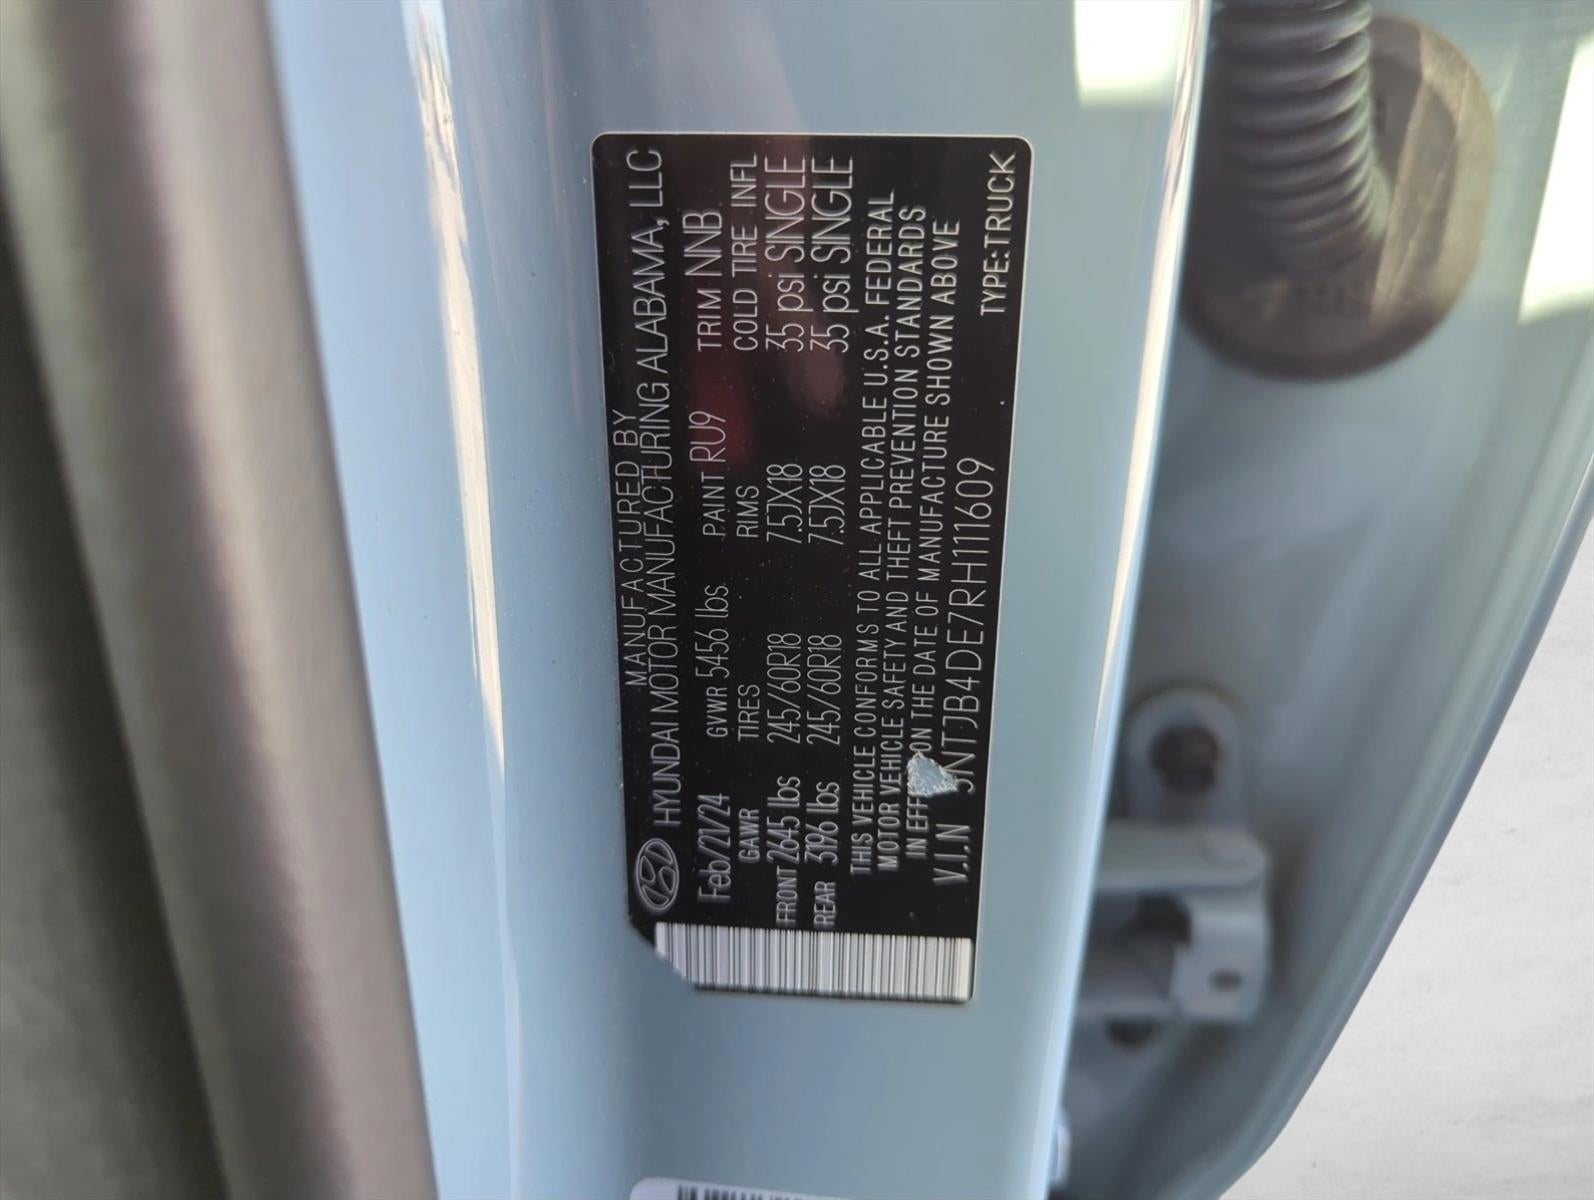 MANUFACTURED BY
HYUNDAI MOTOR MANUFACTURING ALABAMA, LLC
Feb/21/24 GVWR 5456 lbs PAINT RU9 TRIM NNB
GAWR TIRES RIMS COLD TIRE INFL
FRONT 2645 lbs 245/60R18 7.5JX18 35 psi SINGLE
REAR 3196 lbs 245/60R18 7.5JX18 35 psi SINGLE
THIS VEHICLE CONFORMS TO ALL APPLICABLE U.S.A. FEDERAL
MOTOR VEHICLE SAFETY AND THEFT PREVENTION STANDARDS
IN EFF ON THE DATE OF MANUFACTURE SHOWN ABOVE
V.I.N 5NTJB4DE7RH111609 TYPE:TRUCK